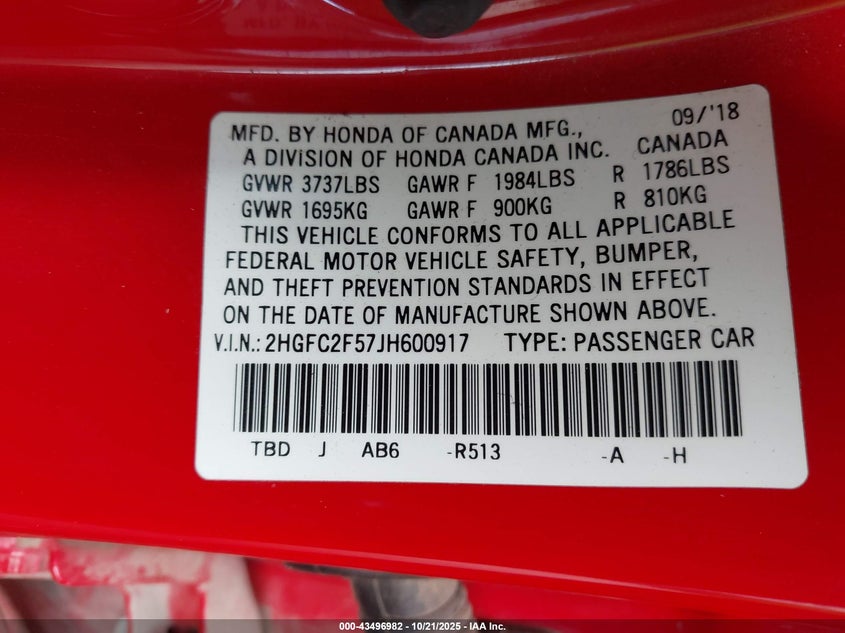 09/'18
MFD. BY HONDA OF CANADA MFG., CANADA
A DIVISION OF HONDA CANADA INC.
GVWR 3737LBS GAWR F 1984LBS R 1786LBS
GVWR 1695KG GAWR F 900KG R 810KG
THIS VEHICLE CONFORMS TO ALL APPLICABLE
FEDERAL MOTOR VEHICLE SAFETY, BUMPER,
AND THEFT PREVENTION STANDARDS IN EFFECT
ON THE DATE OF MANUFACTURE SHOWN ABOVE.
V.I.N.: 2HGFC2F57JH600917 TYPE: PASSENGER CAR
TBD J AB6 -R513 -A -H
000-43496982 - 10/21/2025 - IAA Inc.